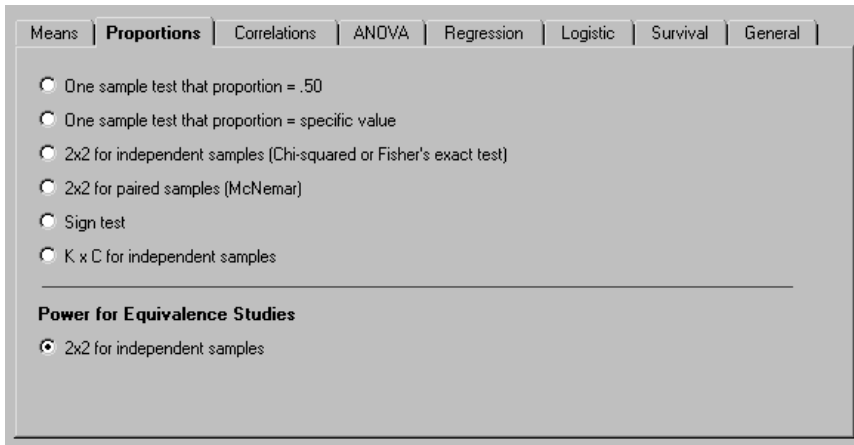 Means Proportions Correlations ANOVA Regression Logistic Survival General
One sample test that proportion = .50
One sample test that proportion = specific value
2x2 for independent samples (Chi-squared or Fisher's exact test)
2x2 for paired samples (McNemar)
Sign test
K x C for independent samples
Power for Equivalence Studies
2x2 for independent samples